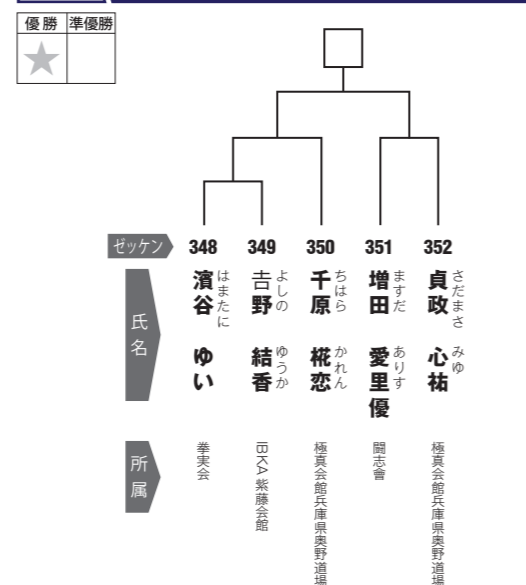 優勝 準優勝
ゼッケン 348 349 350 351 352
氏名
濱谷 ゆい
はまたに
𠮷野 結香
よしの ゆうか
千原 椛恋
ちはら かれん
増田 愛里優
ますだ ありす
貞政 心祐
さだまさ みゆ
所属
拳実会
IBKA 紫藤会館
極真会館兵庫県奥野道場
闘志會
極真会館兵庫県奥野道場